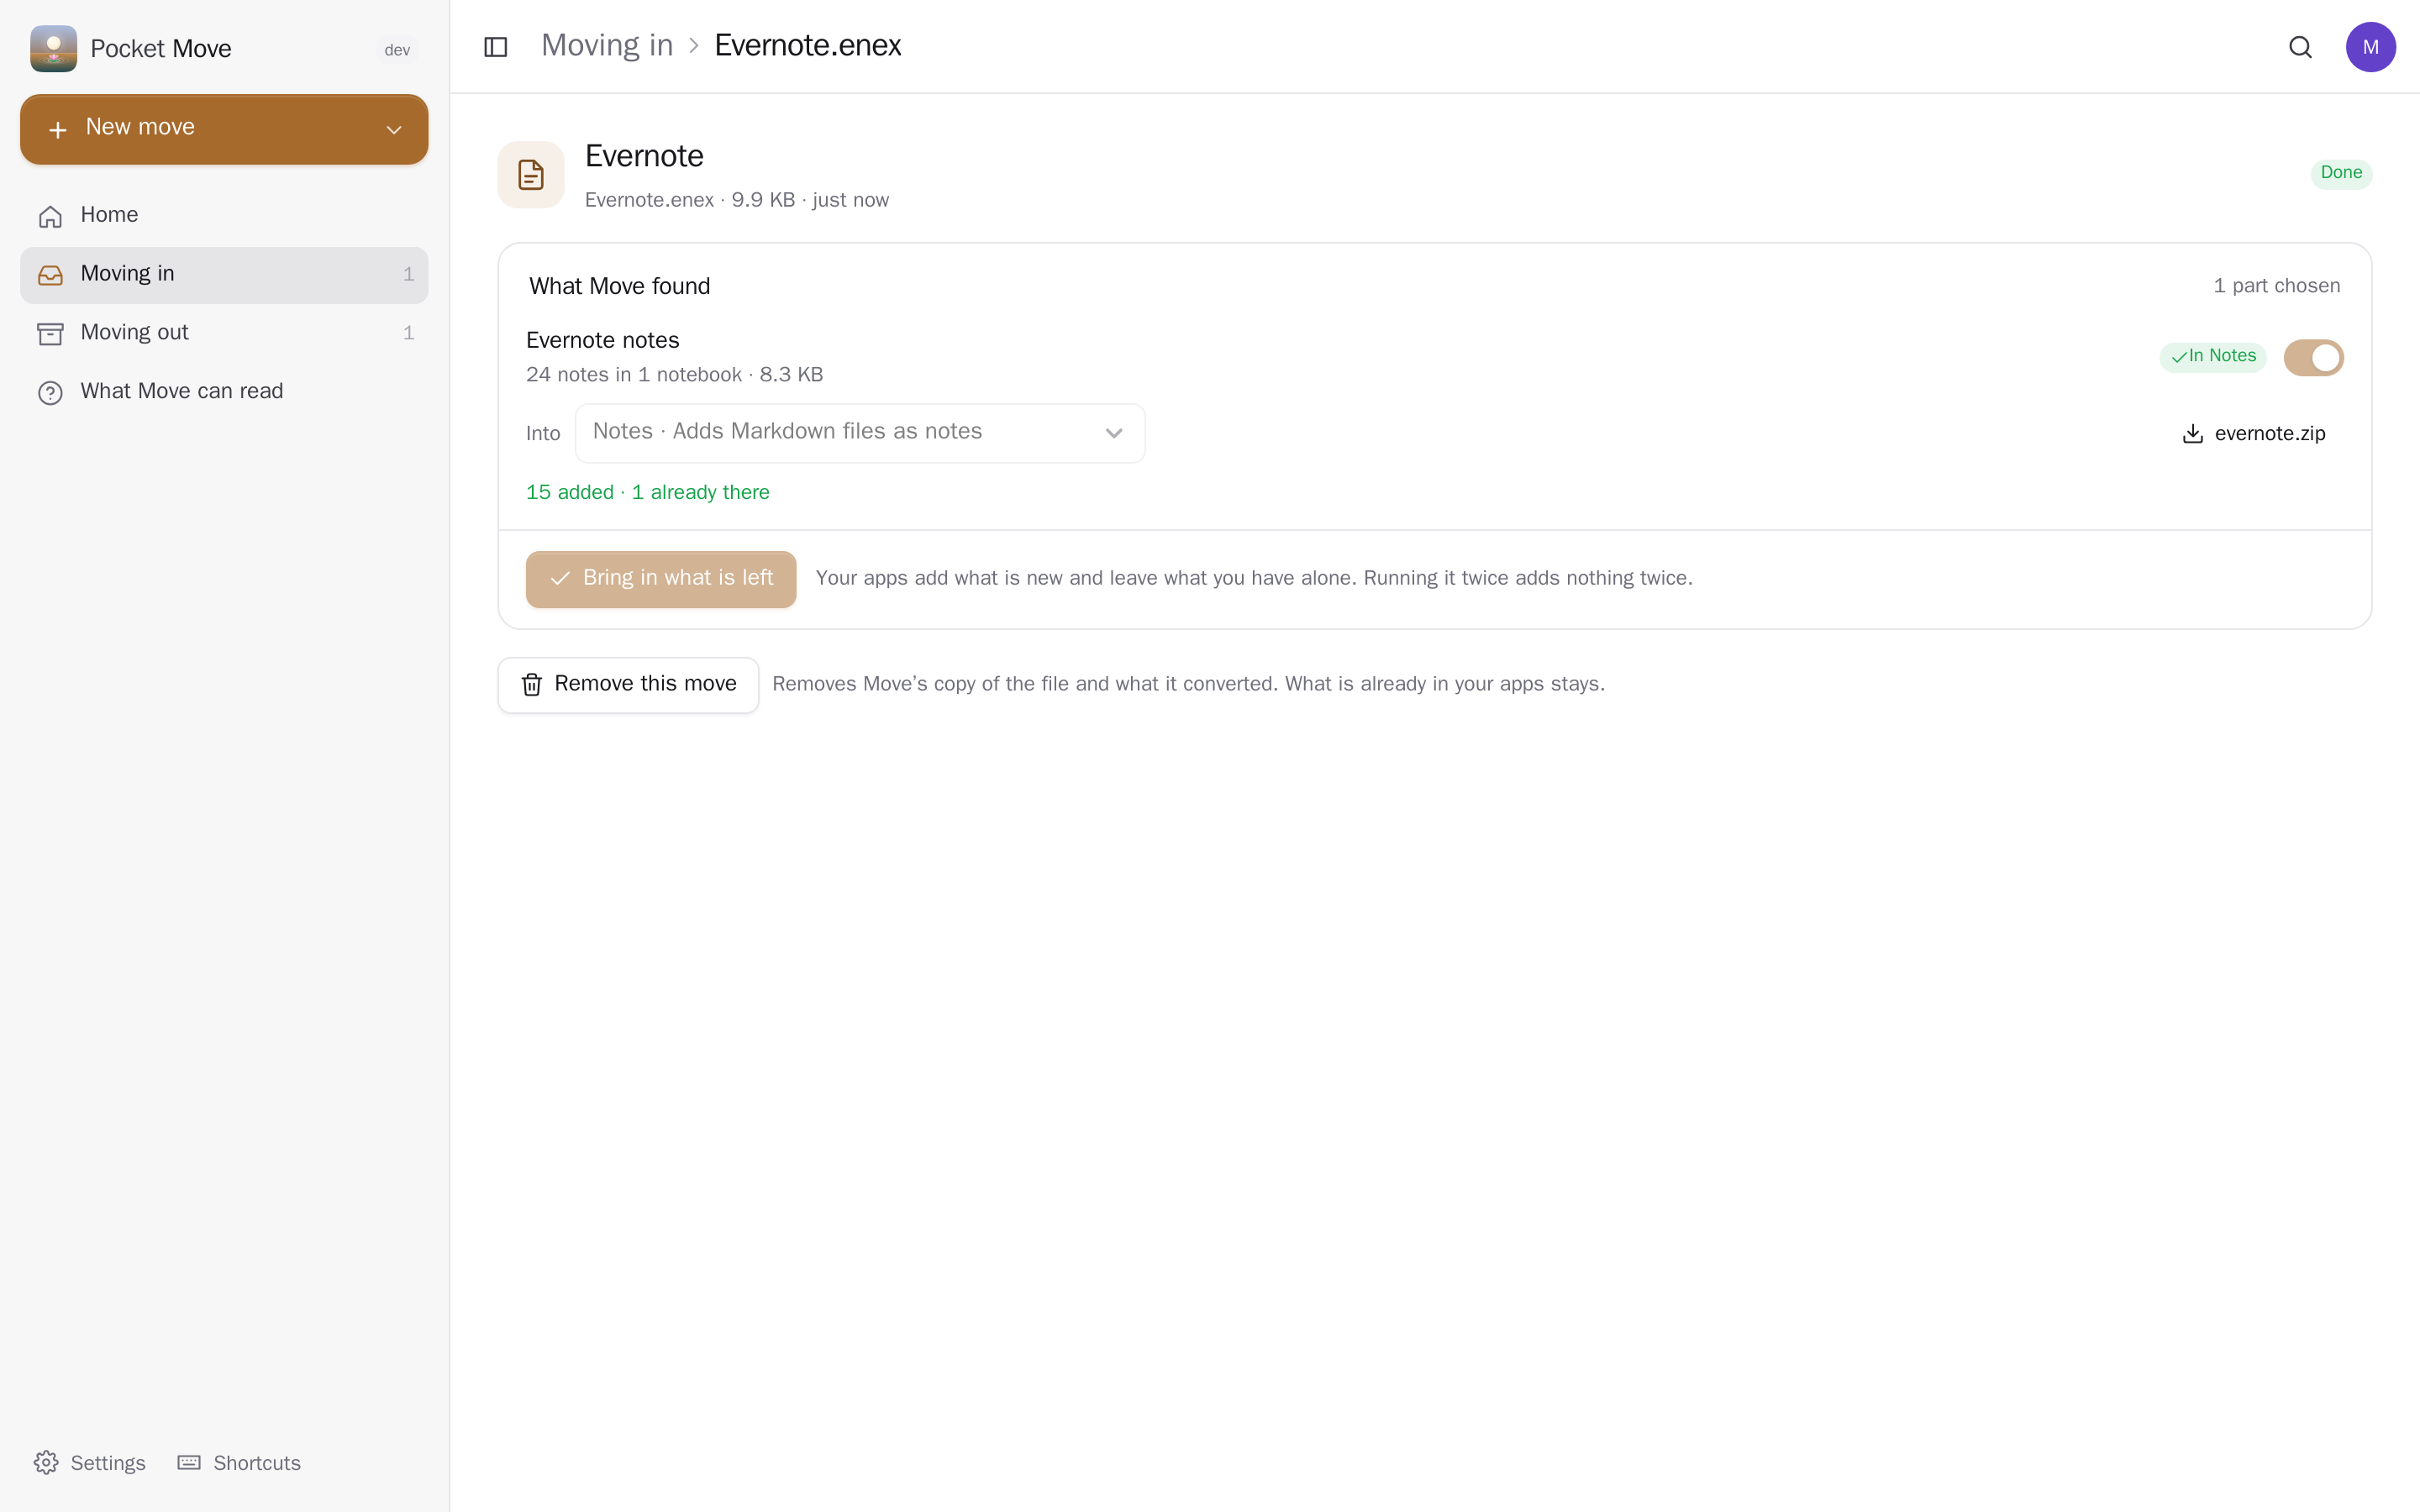 Pocket Move
dev
New move
Home
Moving in 1
Moving out 1
What Move can read
Settings
Shortcuts
Moving in > Evernote.enex
M
Evernote
Evernote.enex · 9.9 KB · just now
Done
What Move found
1 part chosen
Evernote notes
24 notes in 1 notebook · 8.3 KB
In Notes
Into
Notes · Adds Markdown files as notes
evernote.zip
15 added · 1 already there
Bring in what is left
Your apps add what is new and leave what you have alone. Running it twice adds nothing twice.
Remove this move
Removes Move’s copy of the file and what it converted. What is already in your apps stays.